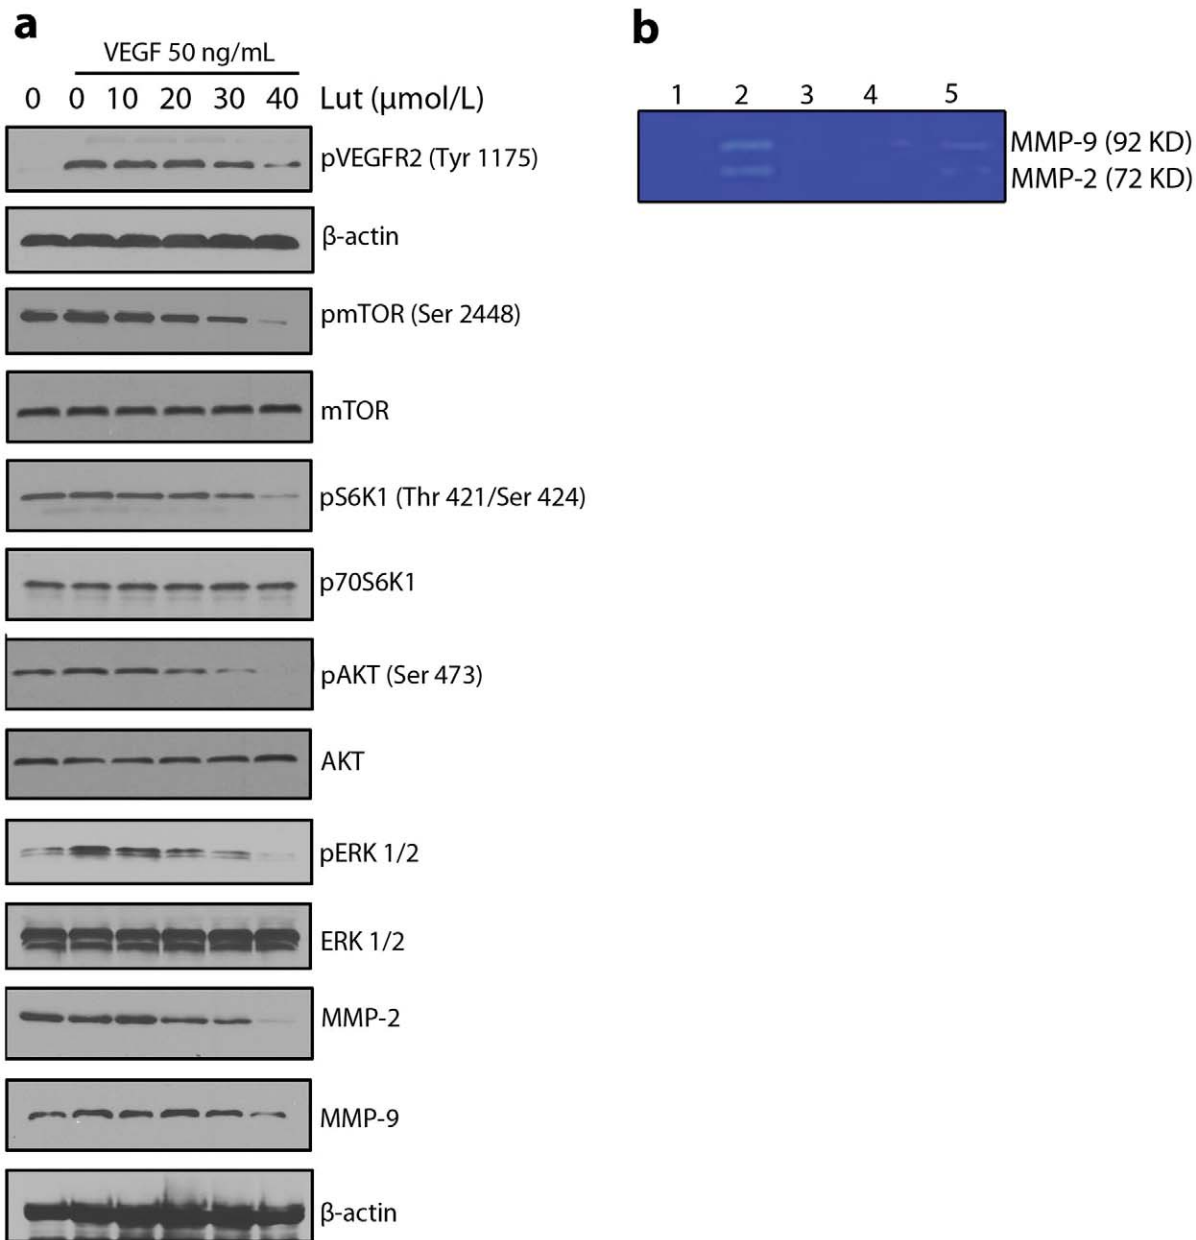 a
VEGF 50 ng/mL
0 0 10 20 30 40 Lut (μmol/L)
pVEGFR2 (Tyr 1175)
β-actin
pmTOR (Ser 2448)
mTOR
pS6K1 (Thr 421/Ser 424)
p70S6K1
pAKT (Ser 473)
AKT
pERK 1/2
ERK 1/2
MMP-2
MMP-9
β-actin
b
1 2 3 4 5
MMP-9 (92 KD)
MMP-2 (72 KD)